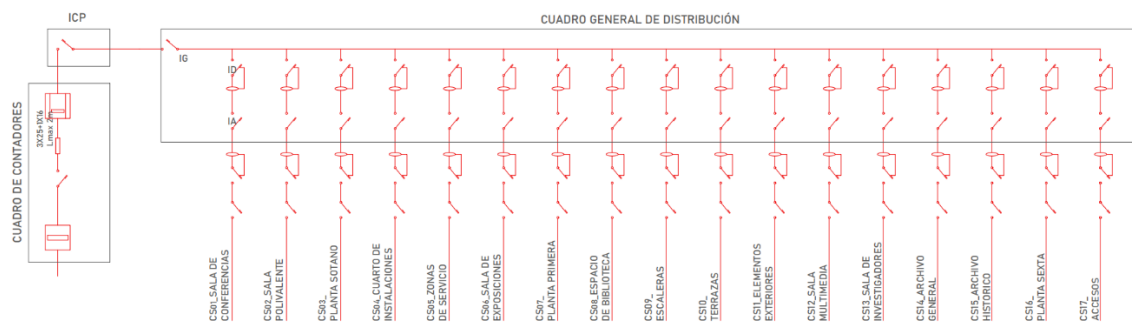 ICP
CUADRO GENERAL DE DISTRIBUCIÓN
IG
ID
IA
CUADRO DE CONTADORES
3X25+1X16
Lmax 2m
CS01_SALA DE
CONFERENCIAS
CS02_SALA
POLIVALENTE
CS03_
PLANTA SOTANO
CS04_CUARTO DE
INSTALACIONES
CS05_ZONAS
DE SERVICIO
CS06_SALA DE
EXPOSICIONES
CS07_
PLANTA PRIMERA
CS08_ESPACIO
DE BIBLIOTECA
CS09_
ESCALERAS
CS10_
TERRAZAS
CS11_ELEMENTOS
EXTERIORES
CS12_SALA
MULTIMEDIA
CS13_SALA DE
INVESTIGADORES
CS14_ARCHIVO
GENERAL
CS15_ARCHIVO
HISTORICO
CS16_
PLANTA SEXTA
CS17_
ACCESOS